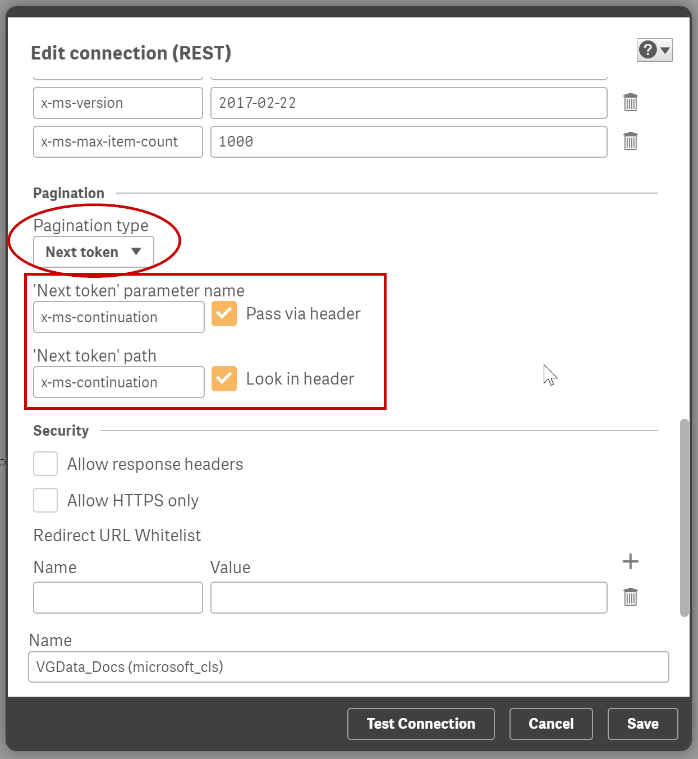 Edit connection (REST)
?
x-ms-version 2017-02-22
x-ms-max-item-count 1000
Pagination
Pagination type
Next token
'Next token' parameter name
x-ms-continuation Pass via header
'Next token' path
x-ms-continuation Look in header
Security
Allow response headers
Allow HTTPS only
Redirect URL Whitelist
Name Value
Name
VGData_Docs (microsoft_cls)
Test Connection Cancel Save